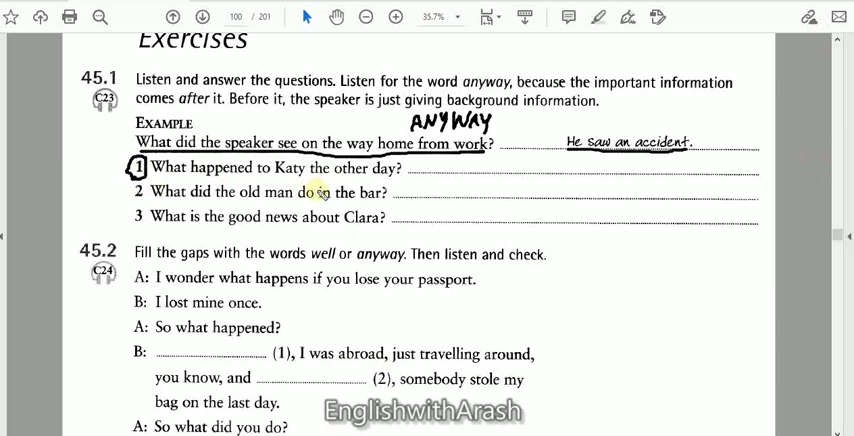 100 / 201
35.7%
Exercises
45.1 Listen and answer the questions. Listen for the word anyway, because the important information
C23 comes after it. Before it, the speaker is just giving background information.
EXAMPLE
ANYWAY
What did the speaker see on the way home from work? He saw an accident.
1 What happened to Katy the other day?
2 What did the old man do in the bar?
3 What is the good news about Clara?
45.2 Fill the gaps with the words well or anyway. Then listen and check.
C24 A: I wonder what happens if you lose your passport.
B: I lost mine once.
A: So what happened?
B: (1), I was abroad, just travelling around,
you know, and (2), somebody stole my
bag on the last day.
EnglishwithArash
A: So what did you do?